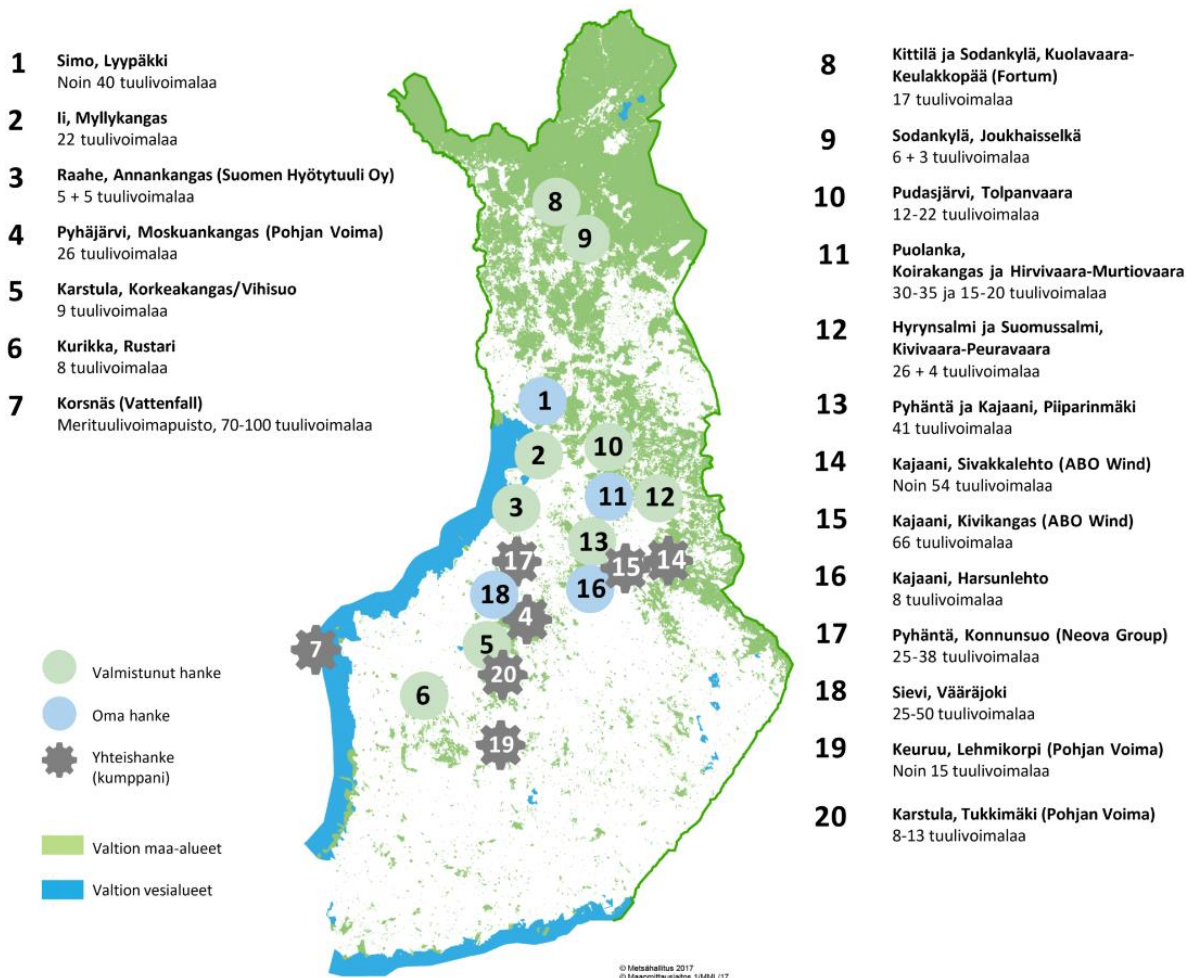 1
Simo, Lyypäkki
Noin 40 tuulivoimalaa
2
Ii, Myllykangas
22 tuulivoimalaa
3
Raahe, Annankangas (Suomen Hyötytuuli Oy)
5 + 5 tuulivoimalaa
4
Pyhäjärvi, Moskuankangas (Pohjan Voima)
26 tuulivoimalaa
5
Karstula, Korkeakangas/Vihisuo
9 tuulivoimalaa
6
Kurikka, Rustari
8 tuulivoimalaa
7
Korsnäs (Vattenfall)
Merituulivoimapuisto, 70-100 tuulivoimalaa
Valmistunut hanke
Oma hanke
Yhteishanke
(kumppani)
Valtion maa-alueet
Valtion vesialueet
8
9
1
2
10
3
11
12
13
17
15
14
18
16
4
7
5
20
6
19
8
Kittilä ja Sodankylä, Kuolavaara-
Keulakkopää (Fortum)
17 tuulivoimalaa
9
Sodankylä, Joukhaisselkä
6 + 3 tuulivoimalaa
10
Pudasjärvi, Tolpanvaara
12-22 tuulivoimalaa
11
Puolanka,
Koirakangas ja Hirvivaara-Murtiovaara
30-35 ja 15-20 tuulivoimalaa
12
Hyrynsalmi ja Suomussalmi,
Kivivaara-Peuravaara
26 + 4 tuulivoimalaa
13
Pyhäntä ja Kajaani, Piiparinmäki
41 tuulivoimalaa
14
Kajaani, Sivakkalehto (ABO Wind)
Noin 54 tuulivoimalaa
15
Kajaani, Kivikangas (ABO Wind)
66 tuulivoimalaa
16
Kajaani, Harsunlehto
8 tuulivoimalaa
17
Pyhäntä, Konnunsuo (Neova Group)
25-38 tuulivoimalaa
18
Sievi, Vääräjoki
25-50 tuulivoimalaa
19
Keuruu, Lehmikorpi (Pohjan Voima)
Noin 15 tuulivoimalaa
20
Karstula, Tukkimäki (Pohjan Voima)
8-13 tuulivoimalaa
© Metsähallitus 2017
© Maanmittauslaitos 1/MML/17